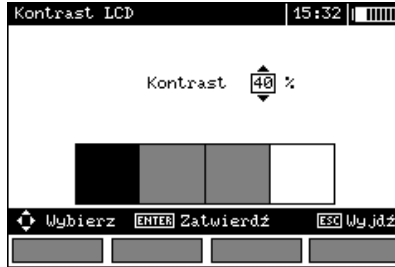 Kontrast LCD 15:32
Kontrast 40 %
Wybierz ENTER Zatwierdź ESC Wyjdź